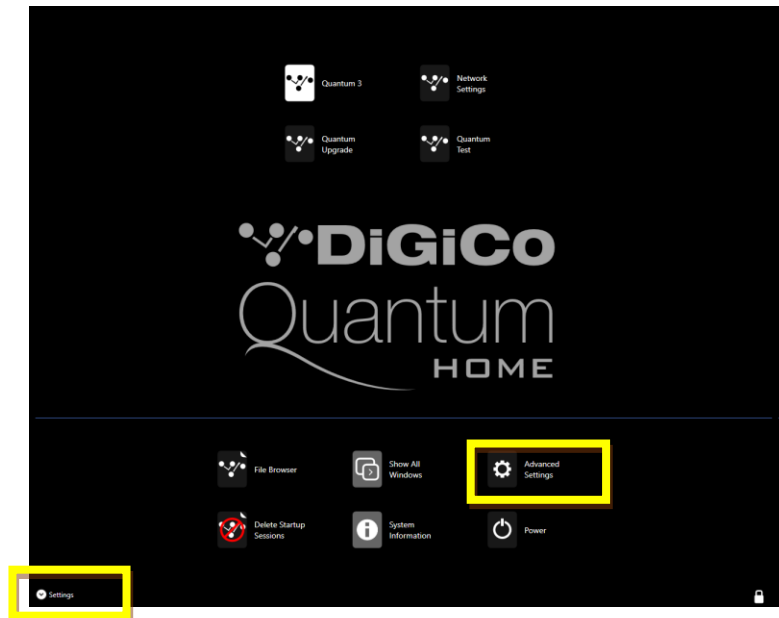 Quantum 3
Network
Settings
Quantum
Upgrade
Quantum
Test
DiGiCo
Quantum
HOME
File Browser
Show All
Windows
Advanced
Settings
Delete Startup
Sessions
System
Information
Power
Settings